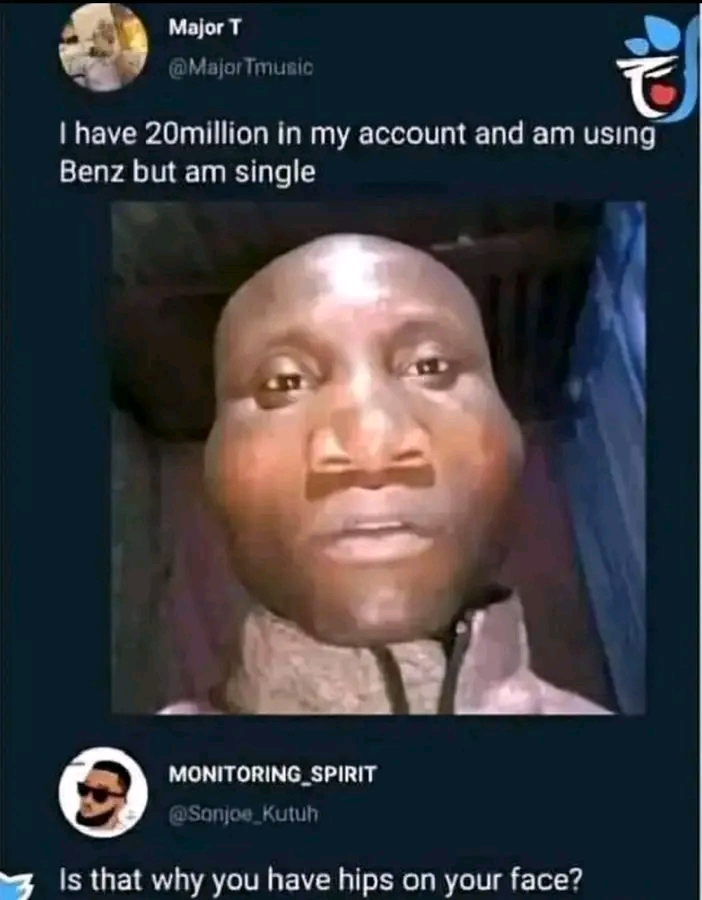 Major T
@MajorTmusic
I have 20million in my account and am using
Benz but am single
MONITORING_SPIRIT
@Sonjoe_Kutuh
Is that why you have hips on your face?